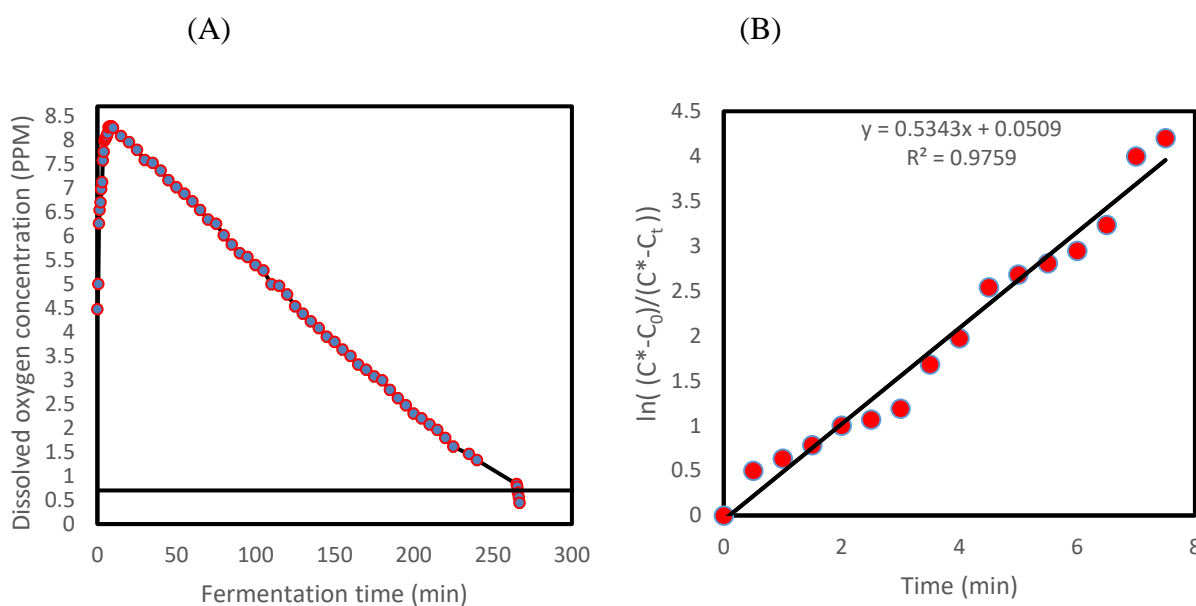 (A)
(B)
Dissolved oxygen concentration (PPM)
8.5
8
7.5
7
6.5
6
5.5
5
4.5
4
3.5
3
2.5
2
1.5
1
0.5
0
0 50 100 150 200 250 300
Fermentation time (min)
ln( (C*-C₀)/(C*-Cₜ ))
4.5
4
3.5
3
2.5
2
1.5
1
0.5
0
y = 0.5343x + 0.0509
R² = 0.9759
0 2 4 6 8
Time (min)